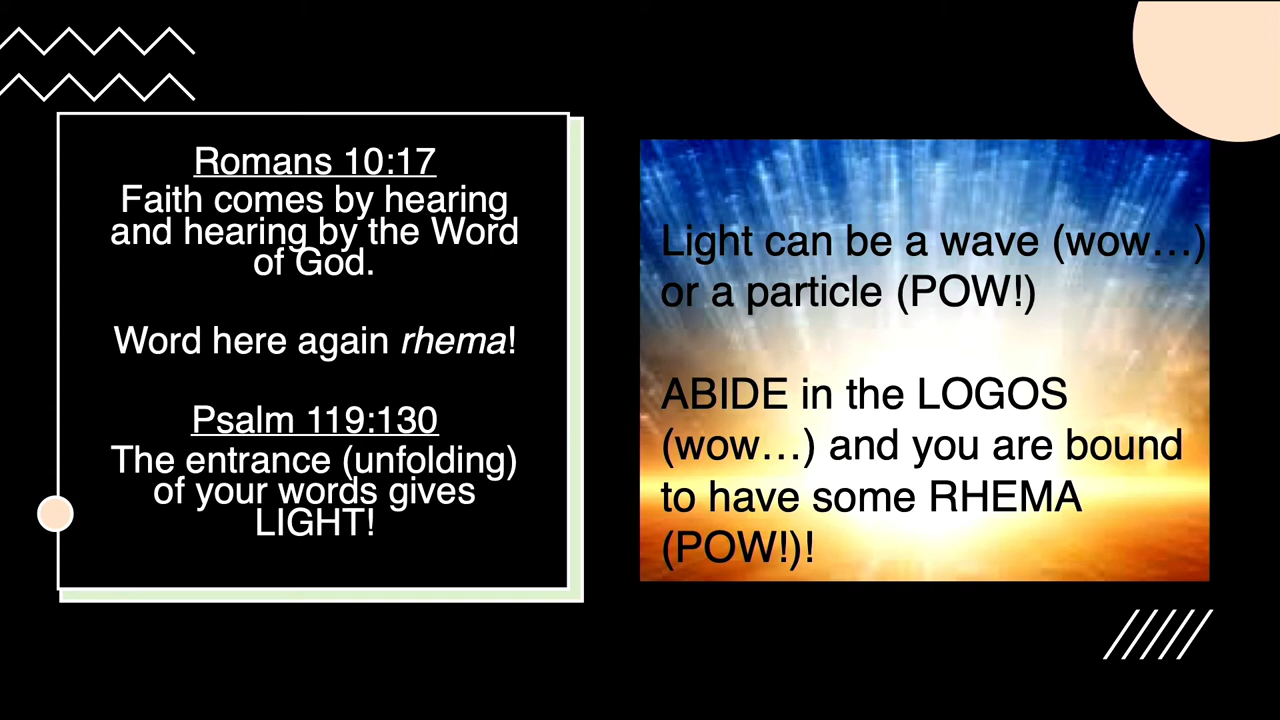 Romans 10:17
Faith comes by hearing
and hearing by the Word
of God.
Word here again rhema!
Psalm 119:130
The entrance (unfolding)
of your words gives
LIGHT!
Light can be a wave (wow…)
or a particle (POW!)
ABIDE in the LOGOS
(wow…) and you are bound
to have some RHEMA
(POW!)!